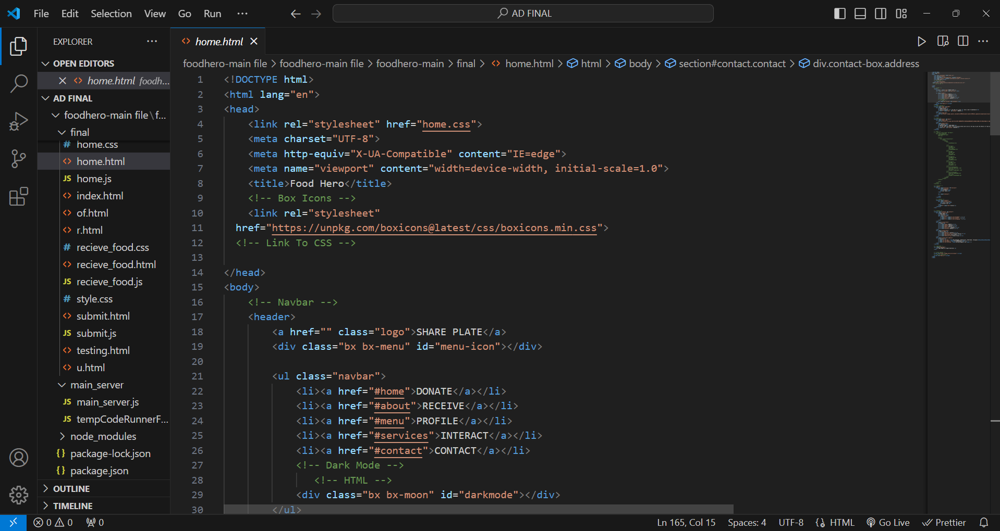 File Edit Selection View Go Run ··· AD FINAL
EXPLORER ···
OPEN EDITORS
home.html foodh...
AD FINAL
foodhero-main file\f...
final
# home.css
<> home.html
JS home.js
<> index.html
<> of.html
<> r.html
# recieve_food.css
<> recieve_food.html
JS recieve_food.js
# style.css
<> submit.html
JS submit.js
<> testing.html
<> u.html
main_server
JS main_server.js
JS tempCodeRunnerF...
node_modules
{} package-lock.json
{} package.json
OUTLINE
TIMELINE
<> home.html
foodhero-main file > foodhero-main file > foodhero-main > final > <> home.html > html > body > section#contact.contact > div.contact-box.address
1 <!DOCTYPE html>
2 <html lang="en">
3 <head>
4 <link rel="stylesheet" href="home.css">
5 <meta charset="UTF-8">
6 <meta http-equiv="X-UA-Compatible" content="IE=edge">
7 <meta name="viewport" content="width=device-width, initial-scale=1.0">
8 <title>Food Hero</title>
9 <!-- Box Icons -->
10 <link rel="stylesheet"
11 href="https://unpkg.com/boxicons@latest/css/boxicons.min.css">
12 <!-- Link To CSS -->
13
14 </head>
15 <body>
16 <!-- Navbar -->
17 <header>
18 <a href="" class="logo">SHARE PLATE</a>
19 <div class="bx bx-menu" id="menu-icon"></div>
20
21 <ul class="navbar">
22 <li><a href="#home">DONATE</a></li>
23 <li><a href="#about">RECEIVE</a></li>
24 <li><a href="#menu">PROFILE</a></li>
25 <li><a href="#services">INTERACT</a></li>
26 <li><a href="#contact">CONTACT</a></li>
27 <!-- Dark Mode -->
28 <!-- HTML -->
29 <div class="bx bx-moon" id="darkmode"></div>
30 </ul>
0 0 0 Ln 165, Col 15 Spaces: 4 UTF-8 HTML Go Live Prettier